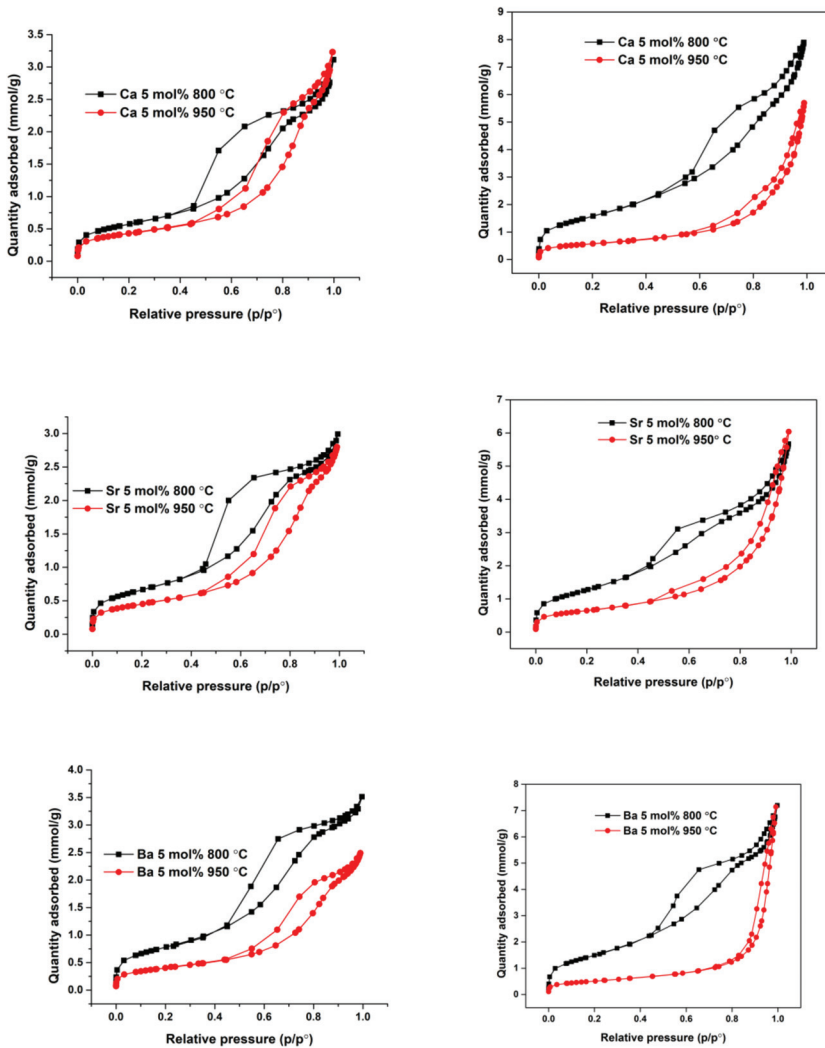 3.5
3.0
2.5
2.0
1.5
1.0
0.5
0.0
Quantity adsorbed (mmol/g)
Ca 5 mol% 800 °C
Ca 5 mol% 950 °C
0.0 0.2 0.4 0.6 0.8 1.0
Relative pressure (p/p°)
9
8
7
6
5
4
3
2
1
0
Quantity adsorbed (mmol/g)
Ca 5 mol% 800 °C
Ca 5 mol% 950 °C
0.0 0.2 0.4 0.6 0.8 1.0
Relative pressure (p/p°)
3.0
2.5
2.0
1.5
1.0
0.5
0.0
Quantity adsorbed (mmol/g)
Sr 5 mol% 800 °C
Sr 5 mol% 950 °C
0.0 0.2 0.4 0.6 0.8 1.0
Relative pressure (p/p°)
7
6
5
4
3
2
1
0
Quantity adsorbed (mmol/g)
Sr 5 mol% 800 °C
Sr 5 mol% 950° C
0.0 0.2 0.4 0.6 0.8 1.0
Relative pressure (p/p°)
4.0
3.5
3.0
2.5
2.0
1.5
1.0
0.5
0.0
Quantity adsorbed (mmol/g)
Ba 5 mol% 800 °C
Ba 5 mol% 950 °C
0.0 0.2 0.4 0.6 0.8 1.0
Relative pressure (p/p°)
8
7
6
5
4
3
2
1
0
Quantity adsorbed (mmol/g)
Ba 5 mol% 800 °C
Ba 5 mol% 950 °C
0.0 0.2 0.4 0.6 0.8 1.0
Relative pressure (p/p°)